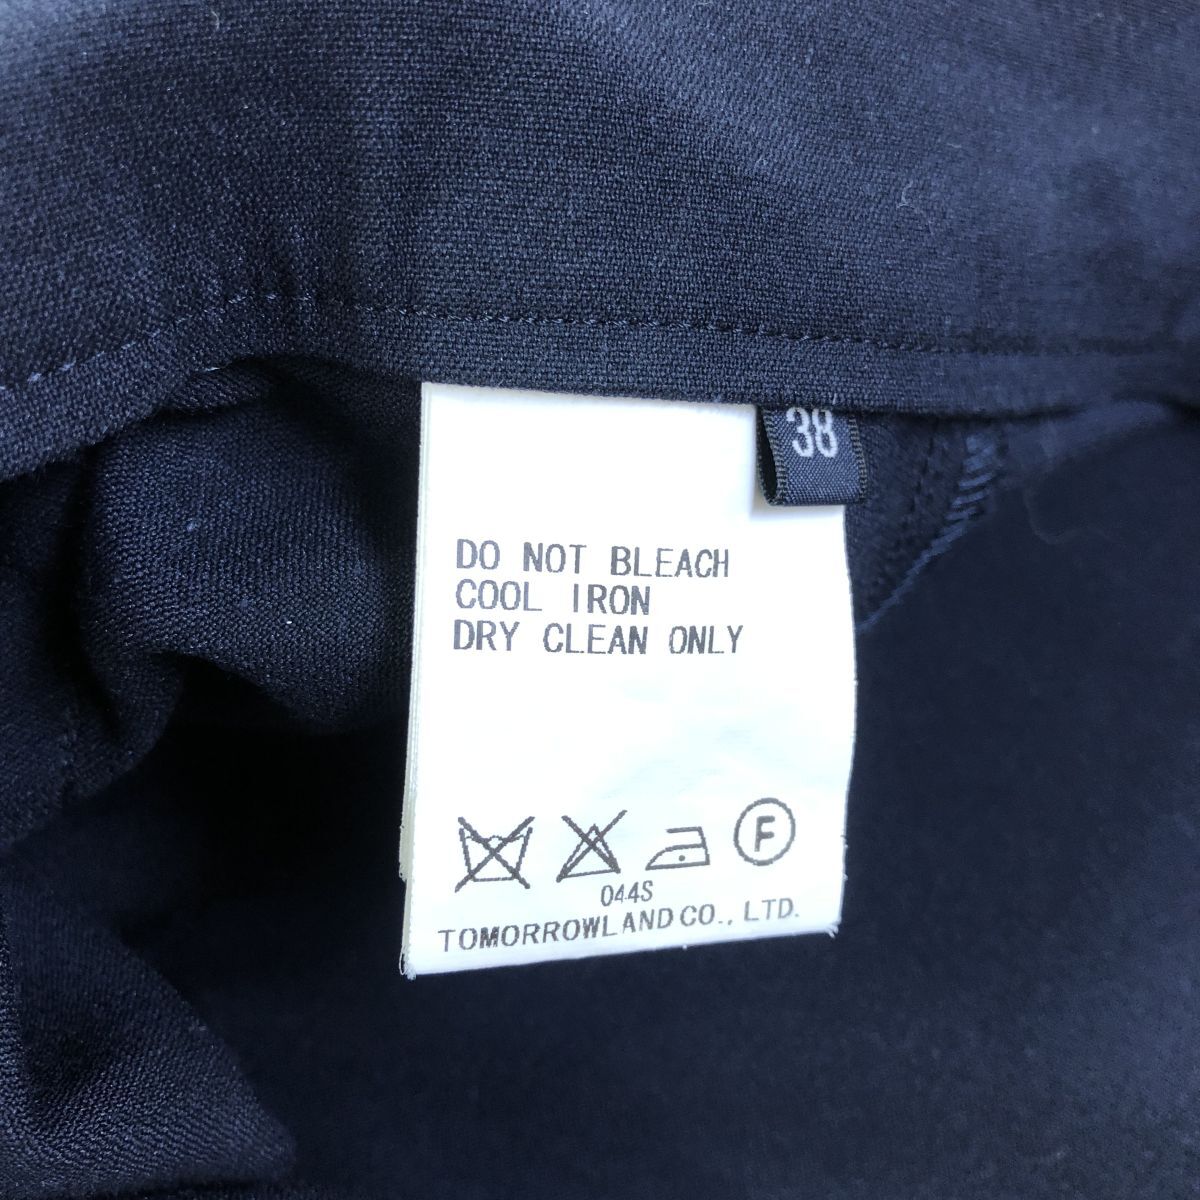 38
DO NOT BLEACH
COOL IRON
DRY CLEAN ONLY
F
044S
TOMORROWLAND CO., LTD.